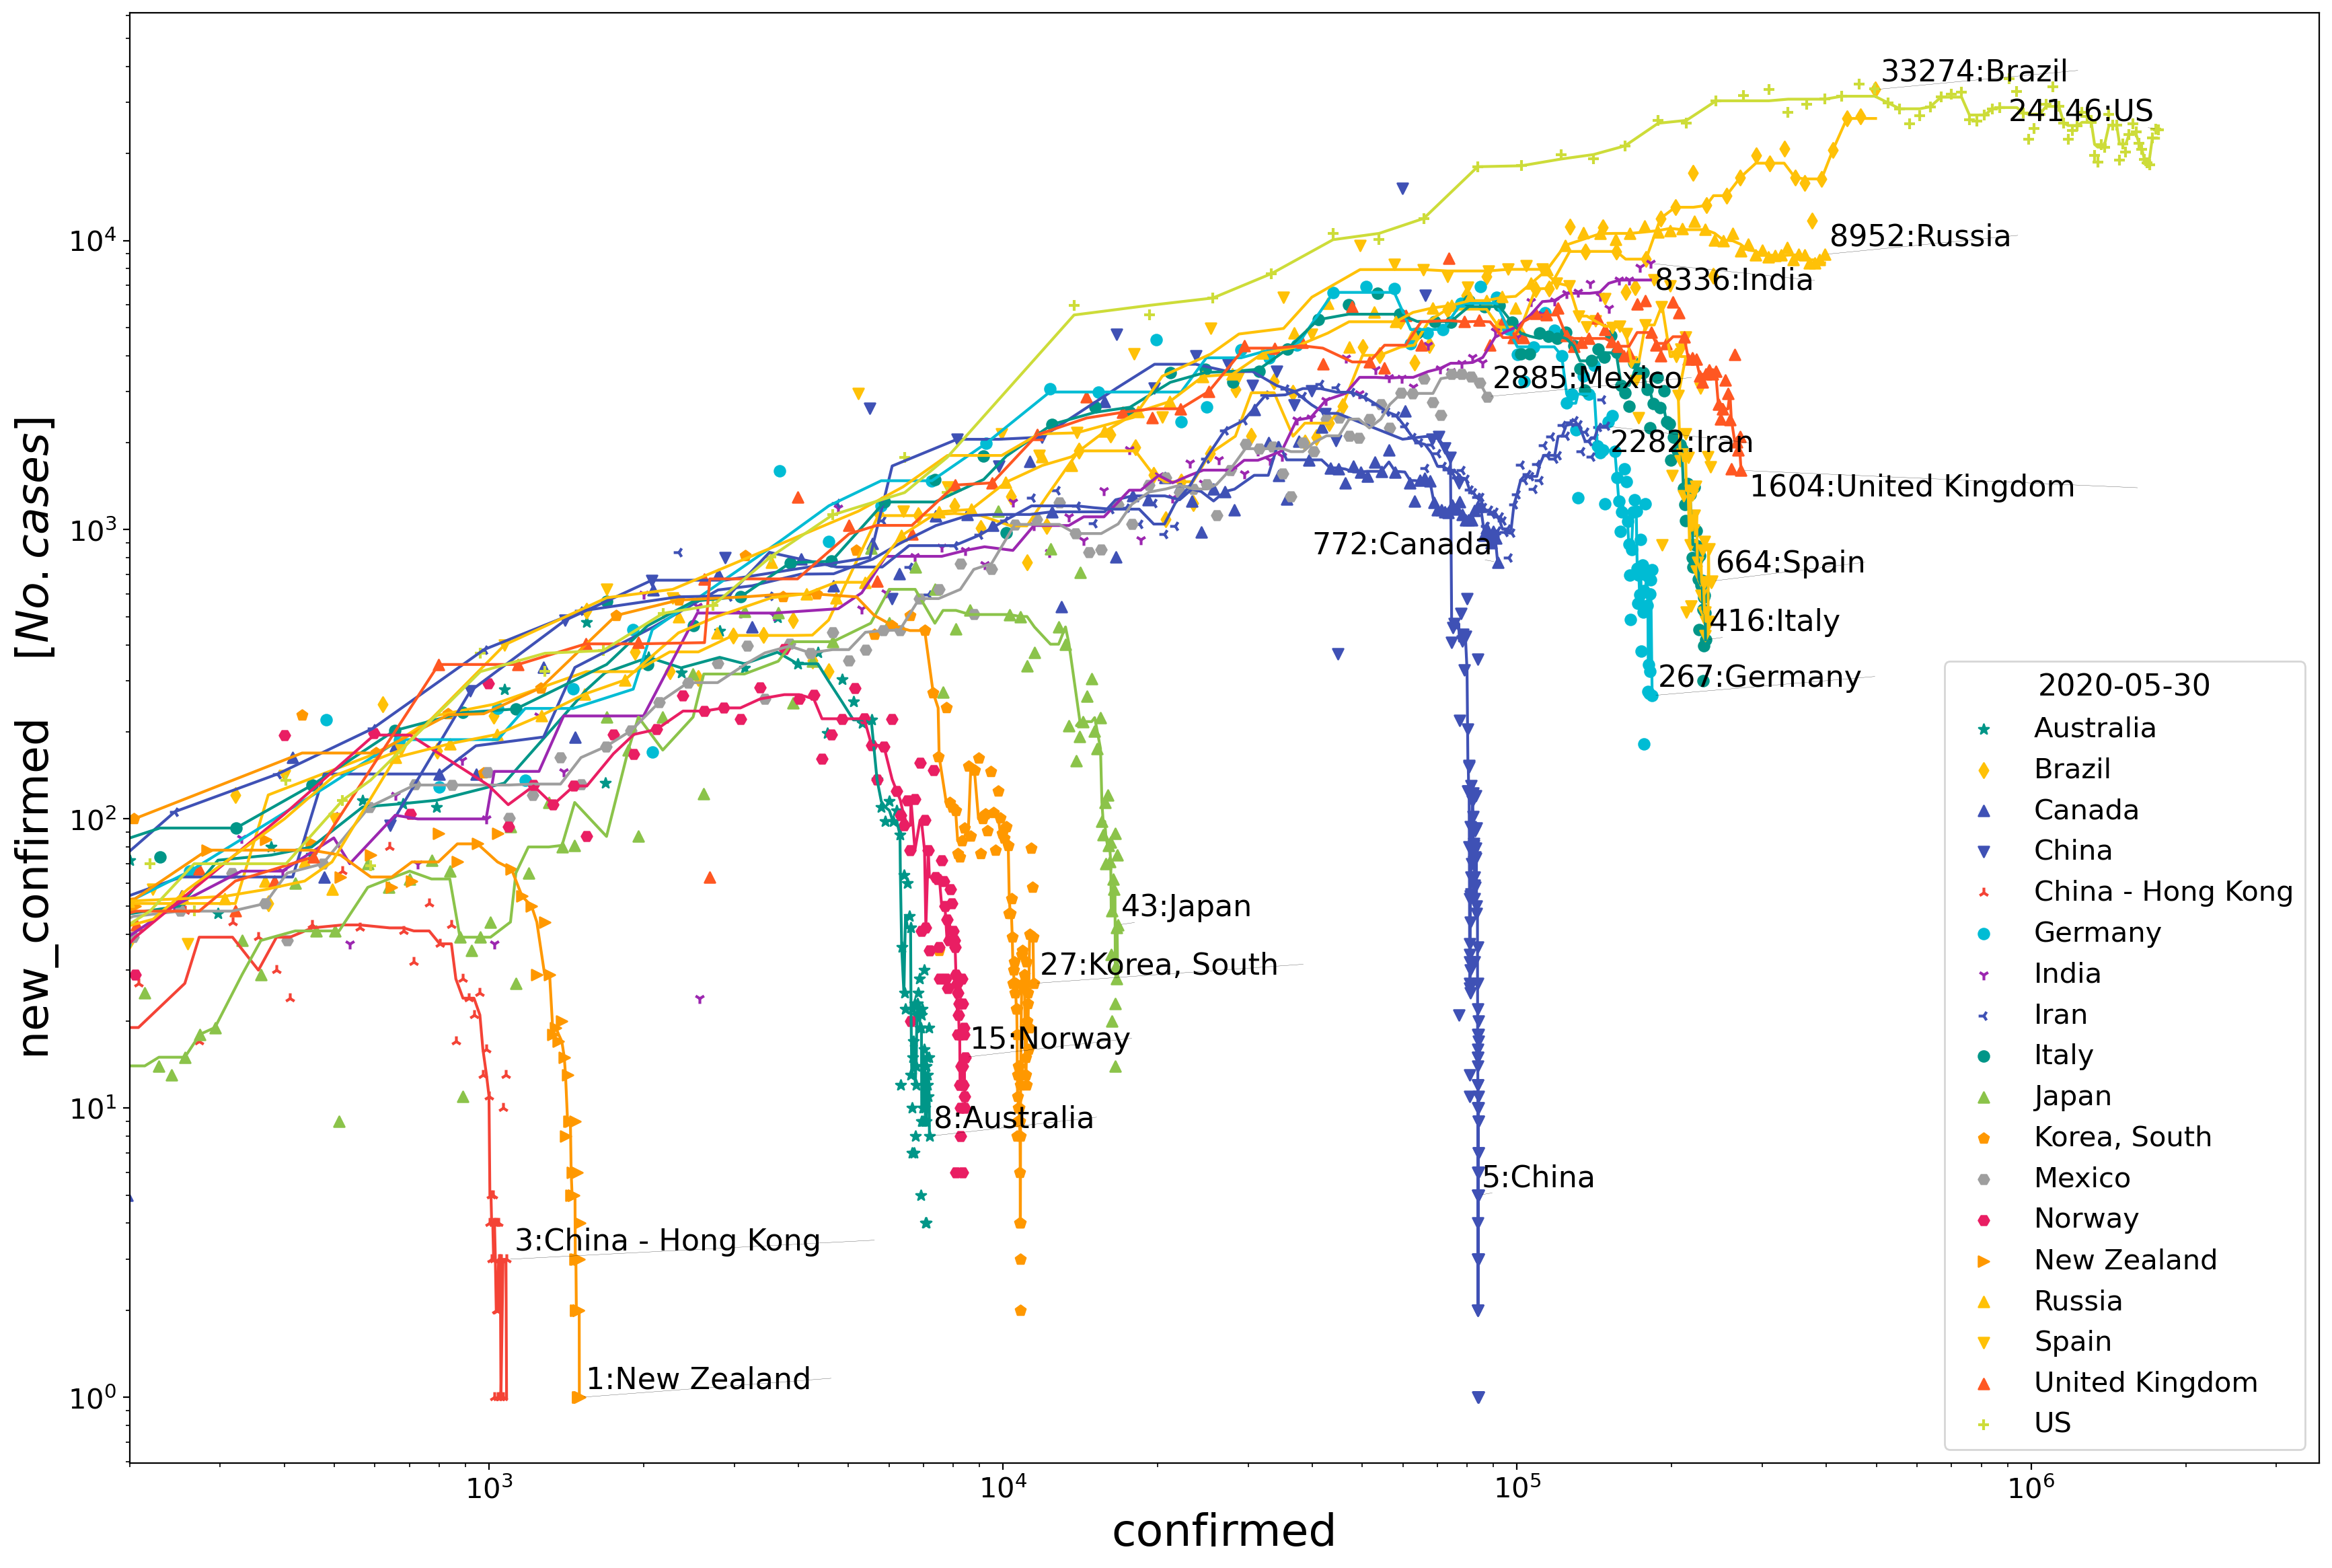 33274:Brazil
24146:US
10⁴
8952:Russia
8336:India
2885:Mexico
2282:Iran
1604:United Kingdom
10³
772:Canada
664:Spain
416:Italy
267:Germany
new_confirmed [No. cases]
10²
43:Japan
27:Korea, South
15:Norway
10¹
8:Australia
5:China
3:China - Hong Kong
1:New Zealand
10⁰
2020-05-30
Australia
Brazil
Canada
China
China - Hong Kong
Germany
India
Iran
Italy
Japan
Korea, South
Mexico
Norway
New Zealand
Russia
Spain
United Kingdom
US
10³ 10⁴ 10⁵ 10⁶
confirmed